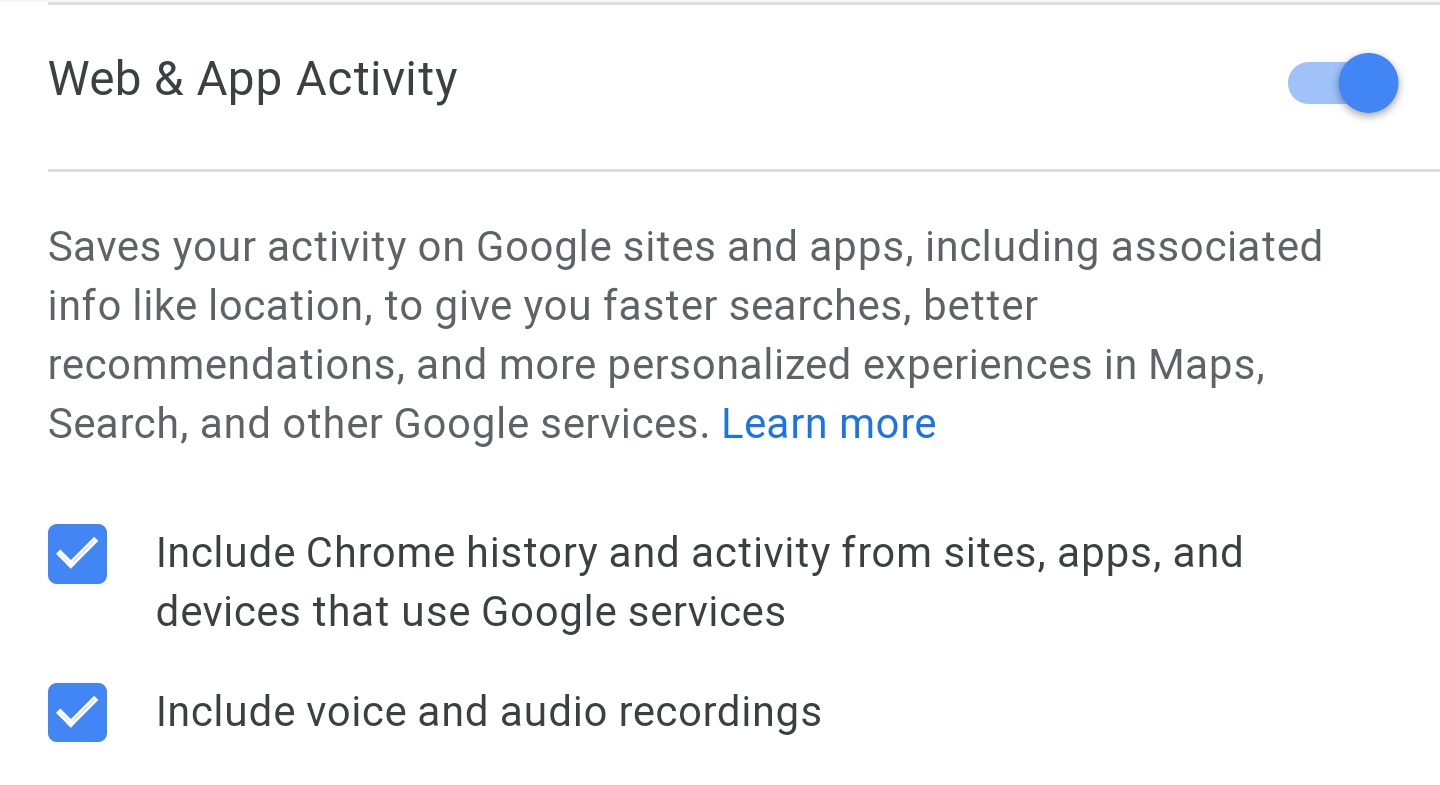 Web & App Activity
Saves your activity on Google sites and apps, including associated
info like location, to give you faster searches, better
recommendations, and more personalized experiences in Maps,
Search, and other Google services. Learn more
Include Chrome history and activity from sites, apps, and
devices that use Google services
Include voice and audio recordings